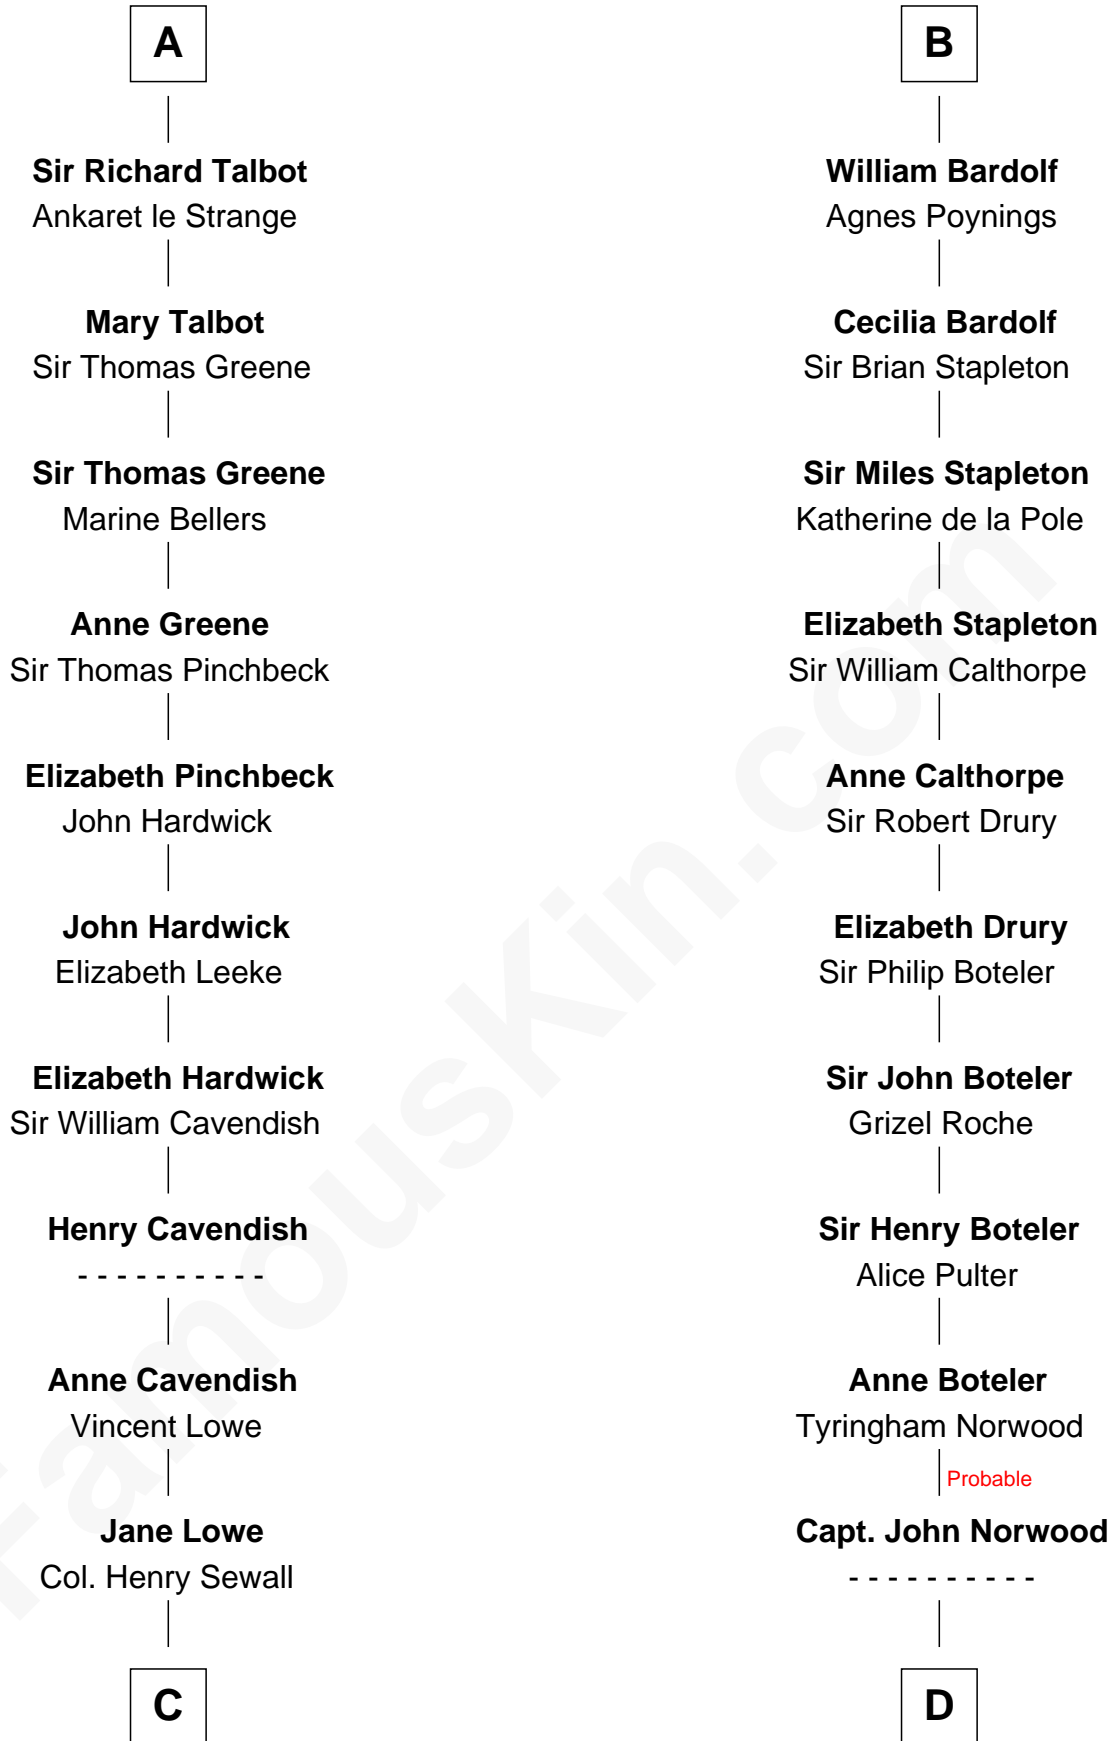 A
Sir Richard Talbot
Ankaret le Strange
Mary Talbot
Sir Thomas Greene
Sir Thomas Greene
Marine Bellers
Anne Greene
Sir Thomas Pinchbeck
Elizabeth Pinchbeck
John Hardwick
John Hardwick
Elizabeth Leeke
Elizabeth Hardwick
Sir William Cavendish
Henry Cavendish
- - - - - - - - - -
Anne Cavendish
Vincent Lowe
Jane Lowe
Col. Henry Sewall
C
B
William Bardolf
Agnes Poynings
Cecilia Bardolf
Sir Brian Stapleton
Sir Miles Stapleton
Katherine de la Pole
Elizabeth Stapleton
Sir William Calthorpe
Anne Calthorpe
Sir Robert Drury
Elizabeth Drury
Sir Philip Boteler
Sir John Boteler
Grizel Roche
Sir Henry Boteler
Alice Pulter
Anne Boteler
Tyringham Norwood
Probable
Capt. John Norwood
- - - - - - - - - -
D
FamousKin.com